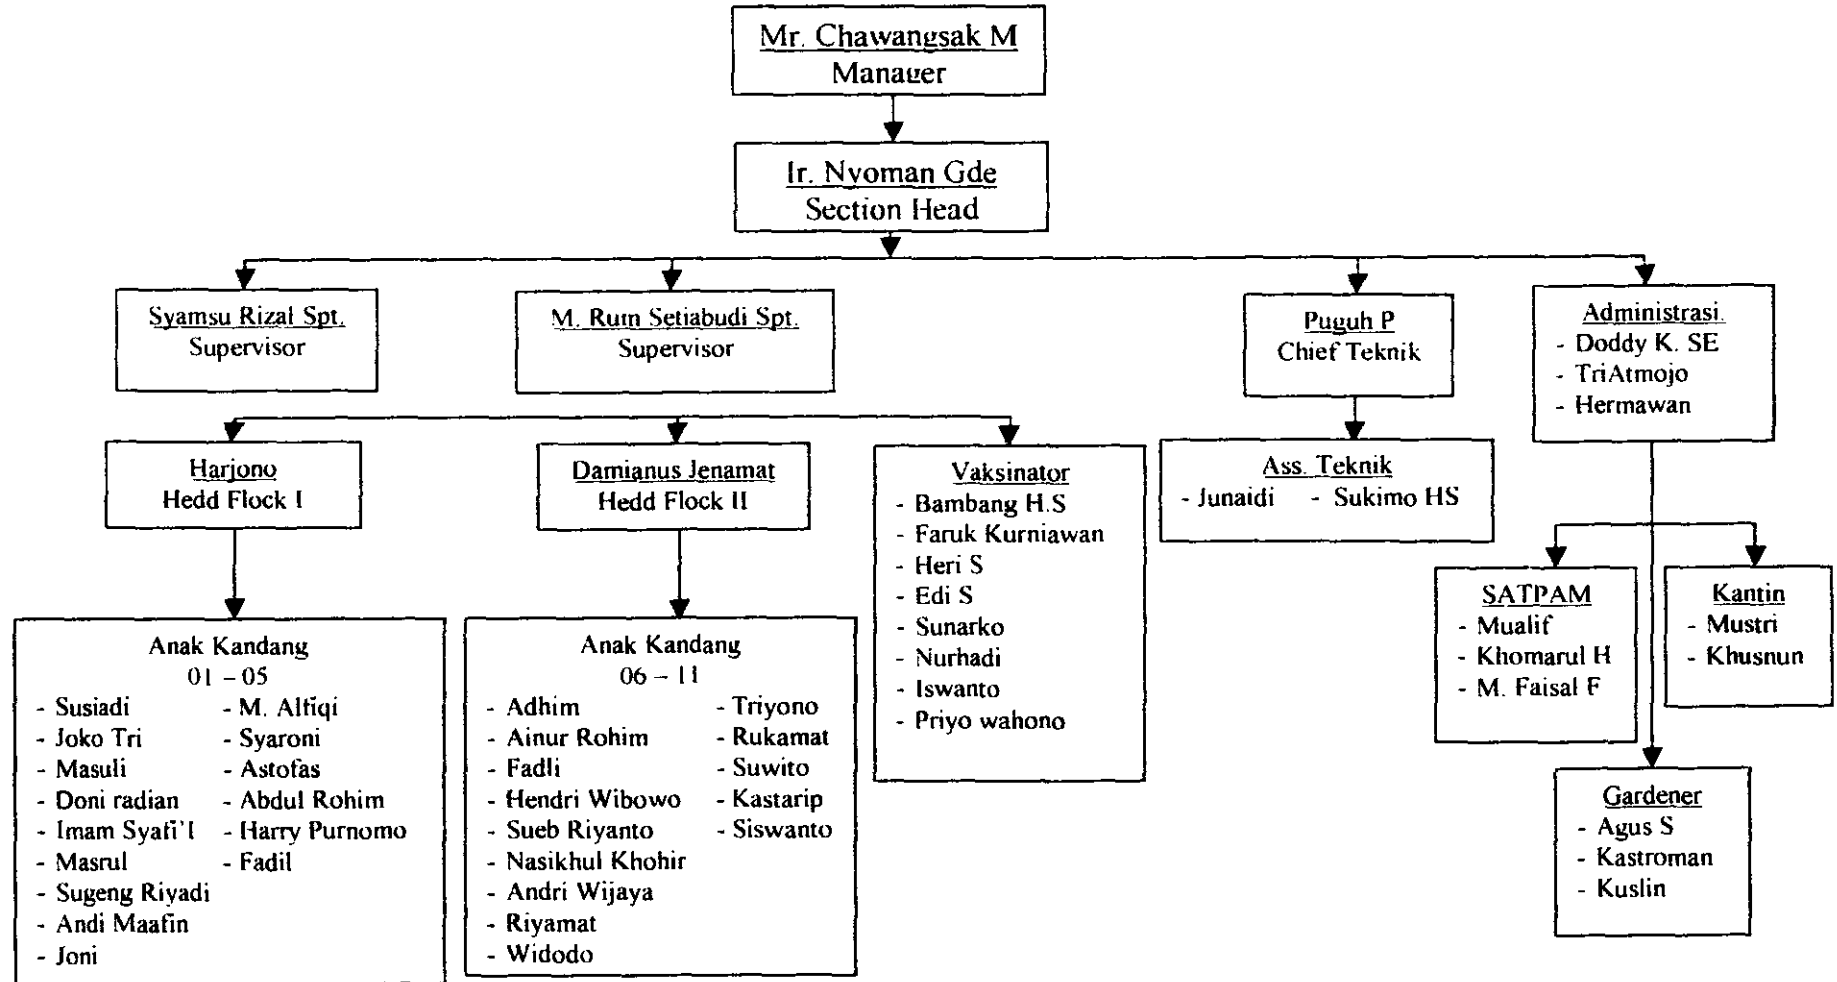 Mr. Chawangsak M
Manager
Ir. Nyoman Gde
Section Head
Syamsu Rizal Spt.
Supervisor
M. Rum Setiabudi Spt.
Supervisor
Puguh P
Chief Teknik
Administrasi.
- Doddy K. SE
- TriAtmojo
- Hermawan
Harjono
Hedd Flock I
Damianus Jenamat
Hedd Flock II
Vaksinator
- Bambang H.S
- Faruk Kurniawan
- Heri S
- Edi S
- Sunarko
- Nurhadi
- Iswanto
- Priyo wahono
Ass. Teknik
- Junaidi - Sukimo HS
SATPAM
- Mualif
- Khomarul H
- M. Faisal F
Kantin
- Mustri
- Khusnun
Gardener
- Agus S
- Kastroman
- Kuslin
Anak Kandang
01 – 05
- Susiadi - M. Alfiqi
- Joko Tri - Syaroni
- Masuli - Astofas
- Doni radian - Abdul Rohim
- Imam Syafi'I - Harry Purnomo
- Masrul - Fadil
- Sugeng Riyadi
- Andi Maafin
- Joni
Anak Kandang
06 – 11
- Adhim - Triyono
- Ainur Rohim - Rukamat
- Fadli - Suwito
- Hendri Wibowo - Kastarip
- Sueb Riyanto - Siswanto
- Nasikhul Khohir
- Andri Wijaya
- Riyamat
- Widodo